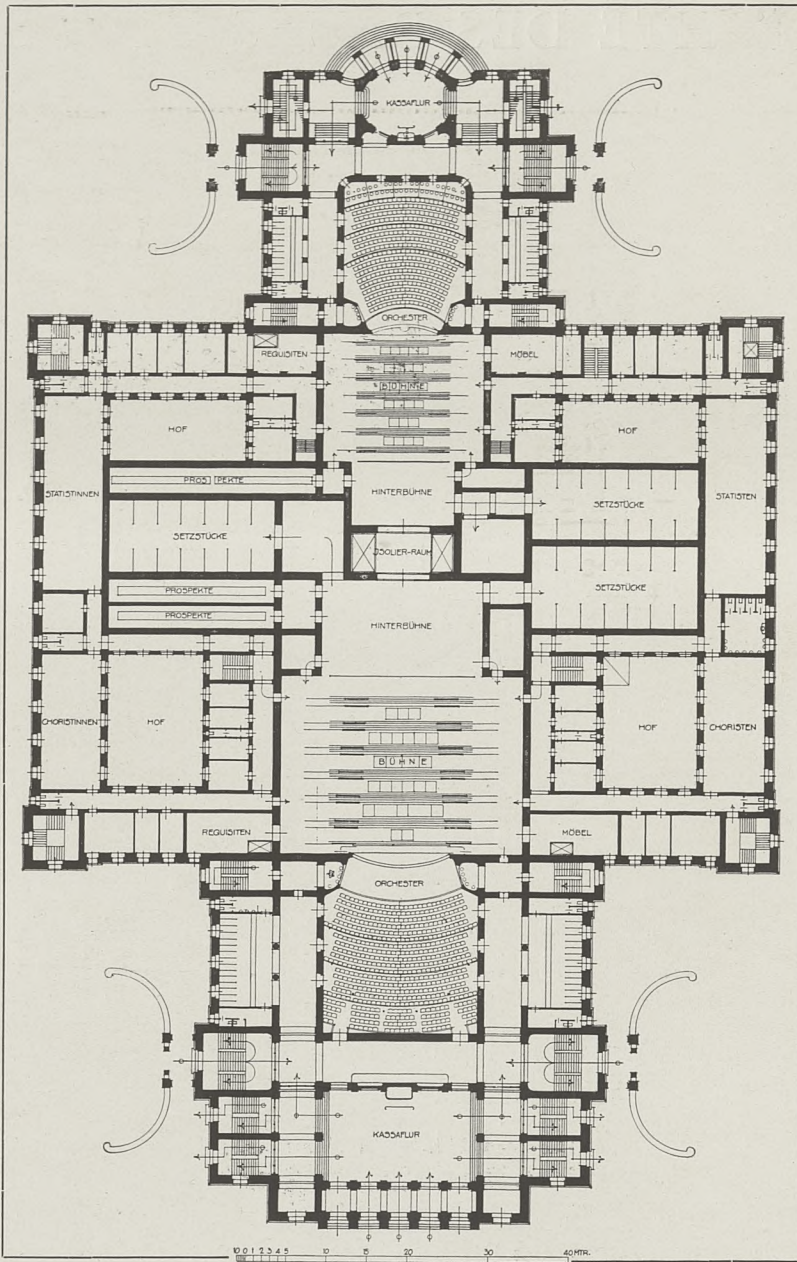 KASSAFLUR
ORCHESTER
REQUISITEN
MÖBEL
BÜHNE
HOF
HOF
PROSPEKTE
HINTERBÜHNE
STATISTINNEN
SETZSTÜCKE
STATISTEN
SETZSTÜCKE
ISOLIER-RAUM
SETZSTÜCKE
PROSPEKTE
PROSPEKTE
HINTERBÜHNE
CHORISTINNEN
HOF
HOF
CHORISTEN
BÜHNE
REQUISITEN
MÖBEL
ORCHESTER
KASSAFLUR
10 0 1 2 3 4 5 10 15 20 30 40 MTR.